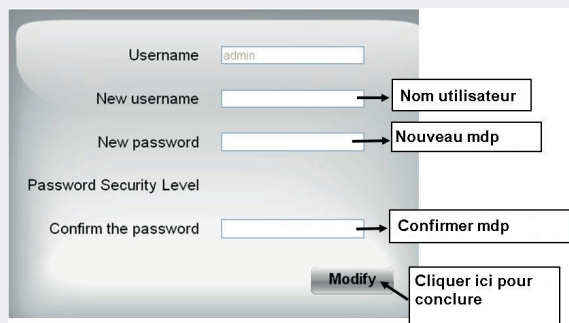 Username admin
New username Nom utilisateur
New password Nouveau mdp
Password Security Level
Confirm the password Confirmer mdp
Modify Cliquer ici pour
conclure